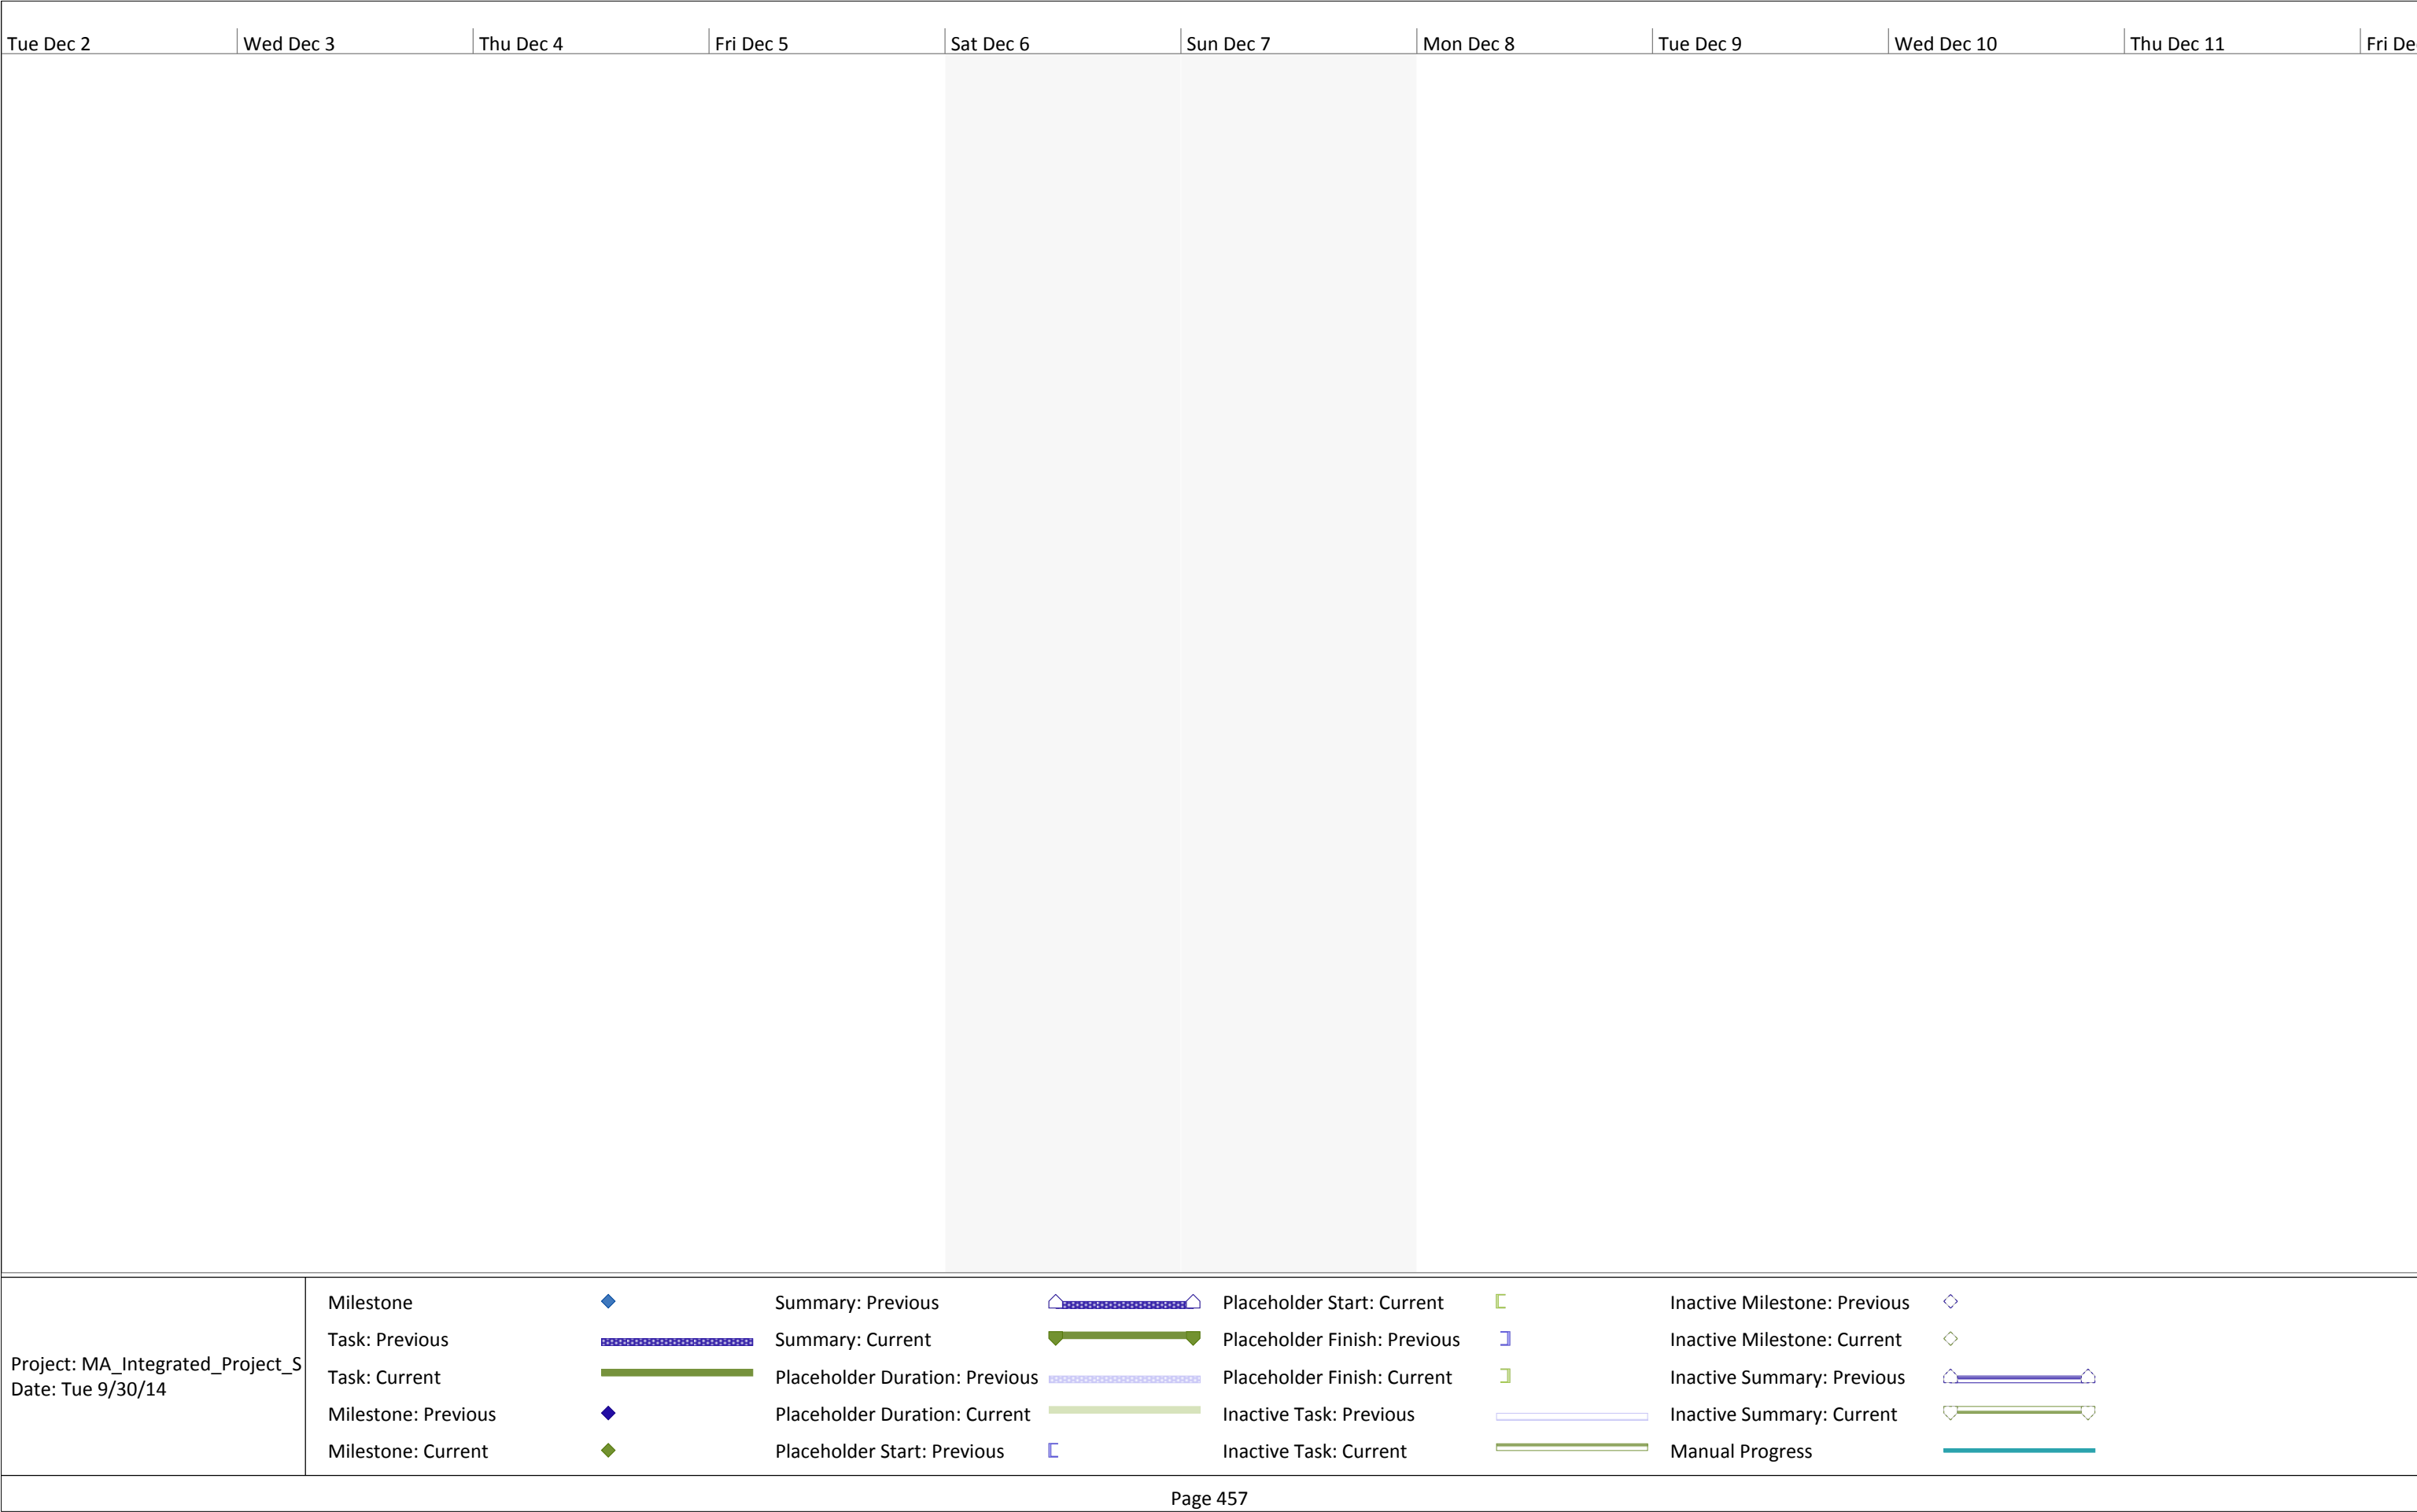 Tue Dec 2 Wed Dec 3 Thu Dec 4 Fri Dec 5 Sat Dec 6 Sun Dec 7 Mon Dec 8 Tue Dec 9 Wed Dec 10 Thu Dec 11 Fri De
Project: MA_Integrated_Project_S
Date: Tue 9/30/14
Milestone
Task: Previous
Task: Current
Milestone: Previous
Milestone: Current
Summary: Previous
Summary: Current
Placeholder Duration: Previous
Placeholder Duration: Current
Placeholder Start: Previous
Placeholder Start: Current
Placeholder Finish: Previous
Placeholder Finish: Current
Inactive Task: Previous
Inactive Task: Current
Inactive Milestone: Previous
Inactive Milestone: Current
Inactive Summary: Previous
Inactive Summary: Current
Manual Progress
Page 457